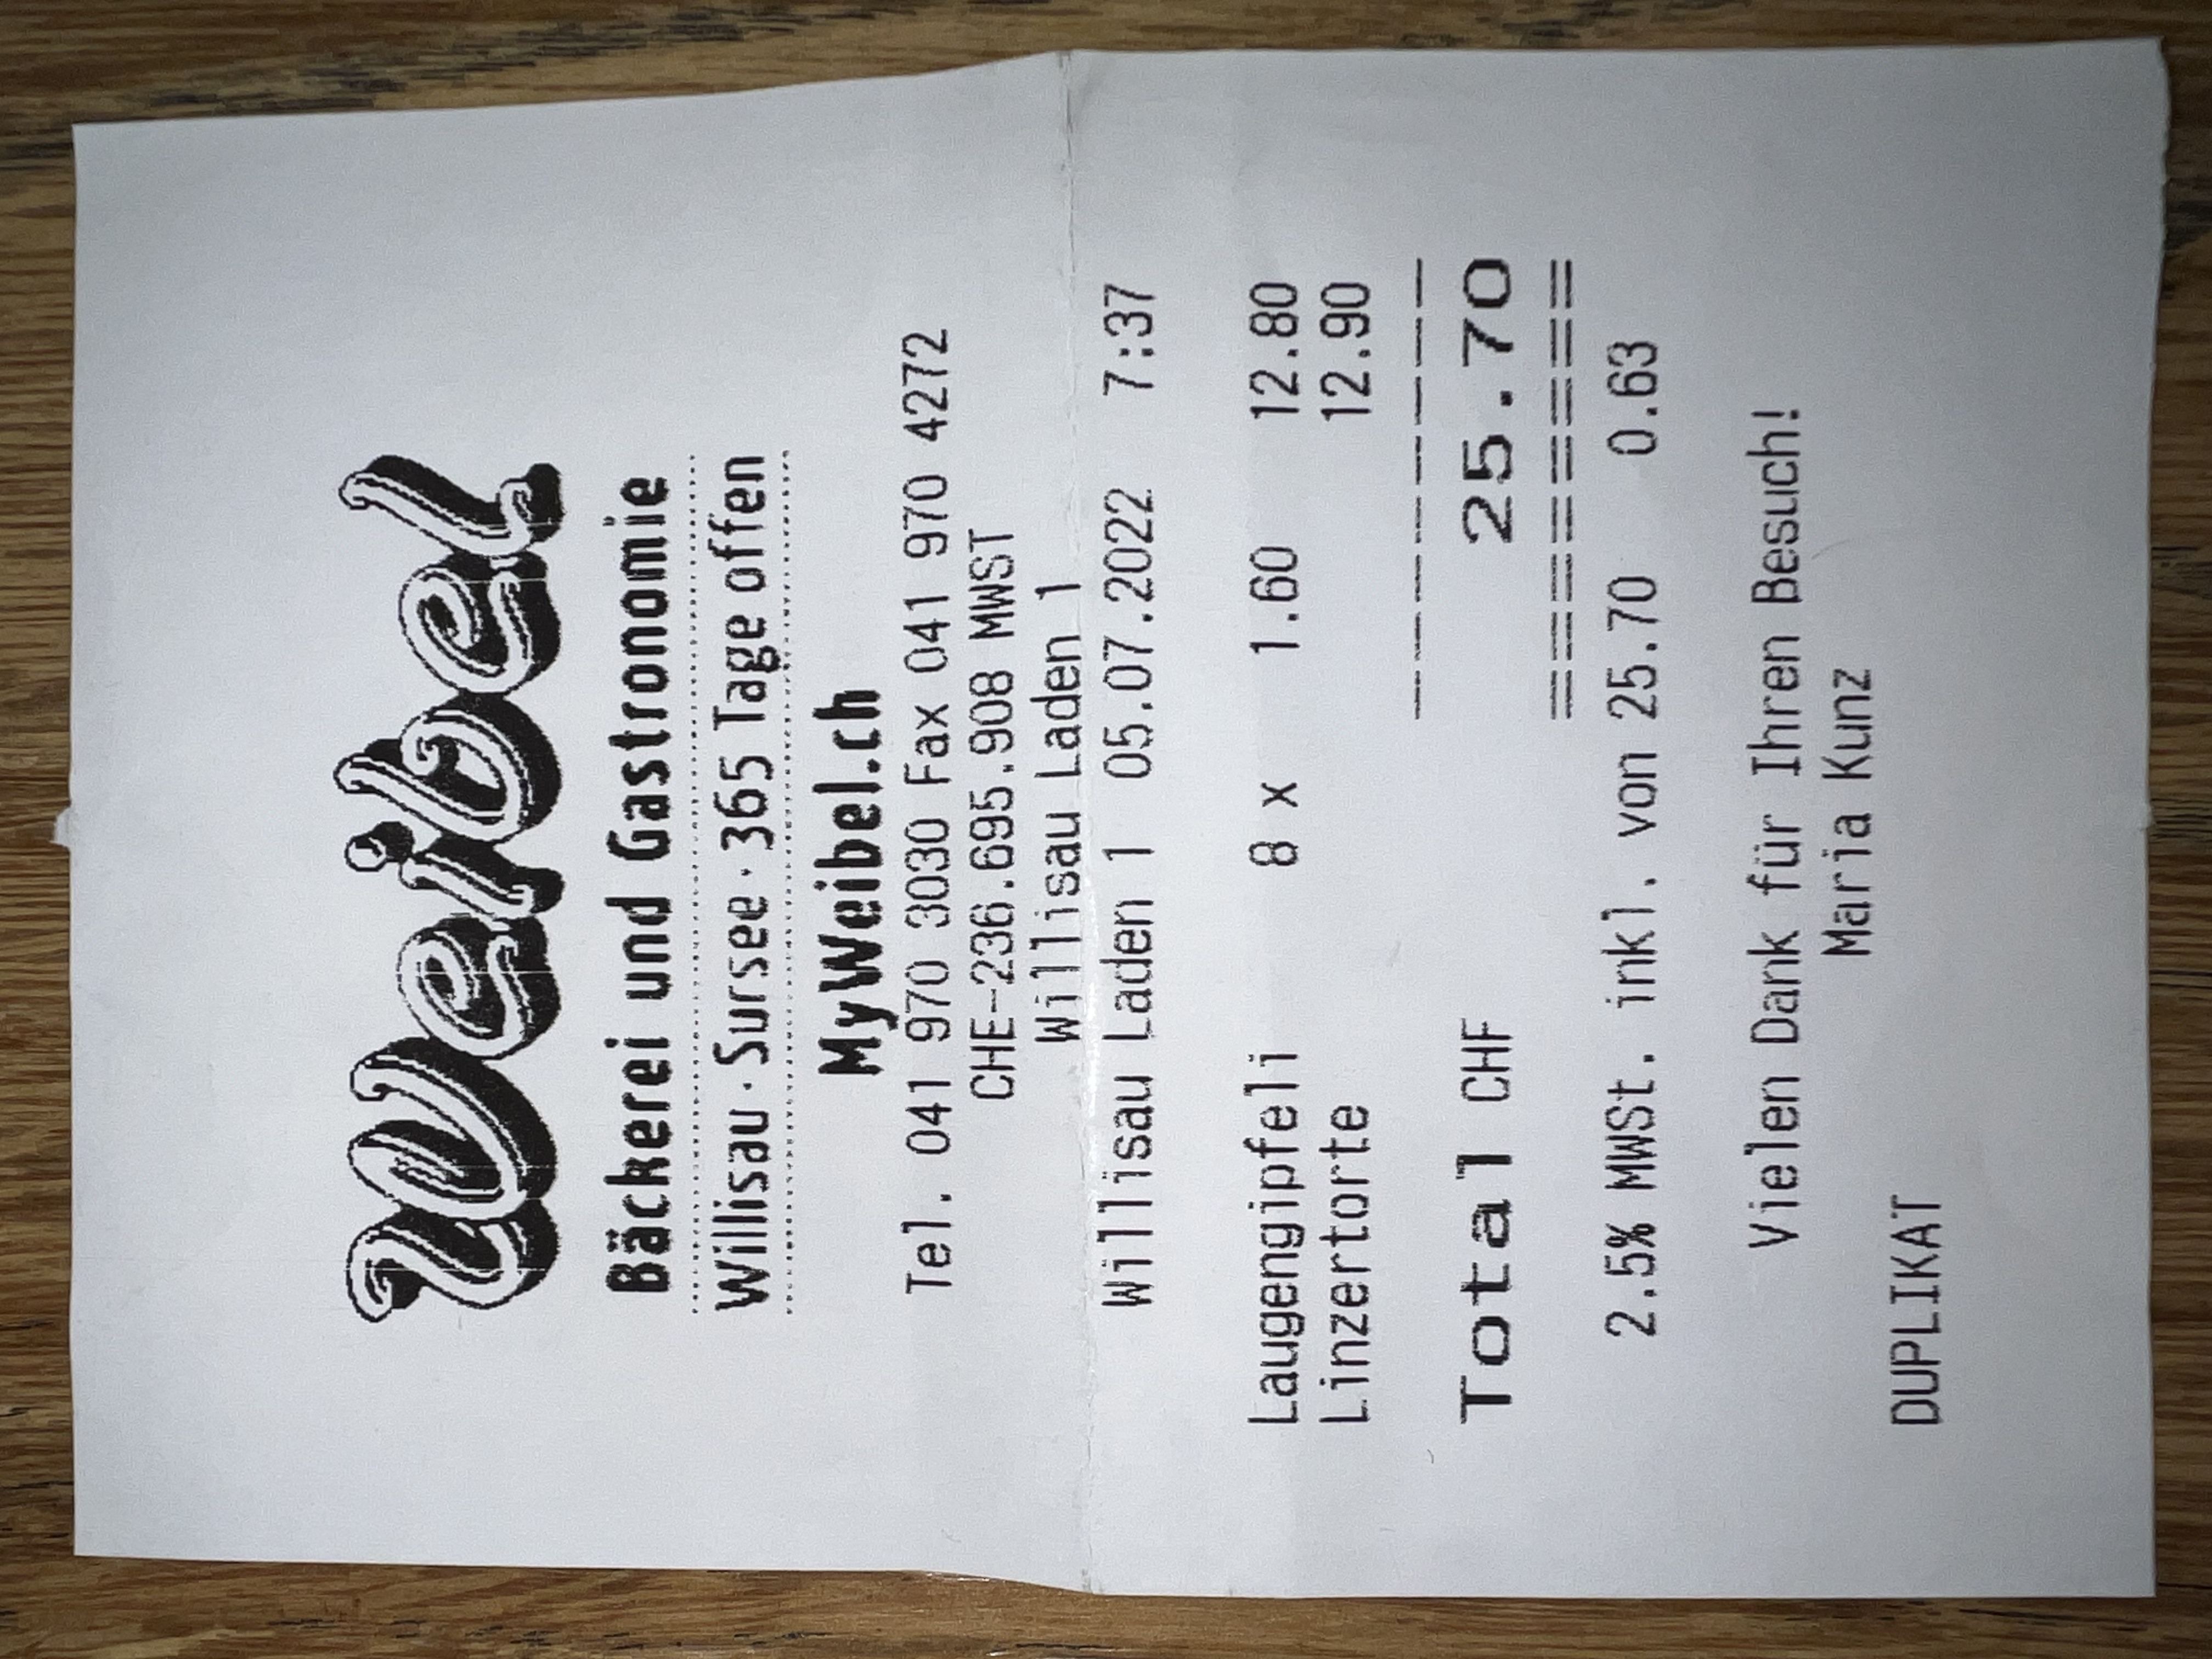 Weibel
Bäckerei und Gastronomie
Willisau · Sursee · 365 Tage offen
MyWeibel.ch
Tel. 041 970 3030 Fax 041 970 4272
CHE-236.695.908 MWST
Willisau Laden 1
Willisau Laden 1 05.07.2022 7:37
Laugengipfeli 8 x 1.60 12.80
Linzertorte 12.90
Total CHF 25.70
2.5% MWSt. inkl. von 25.70 0.63
Vielen Dank für Ihren Besuch!
Maria Kunz
DUPLIKAT